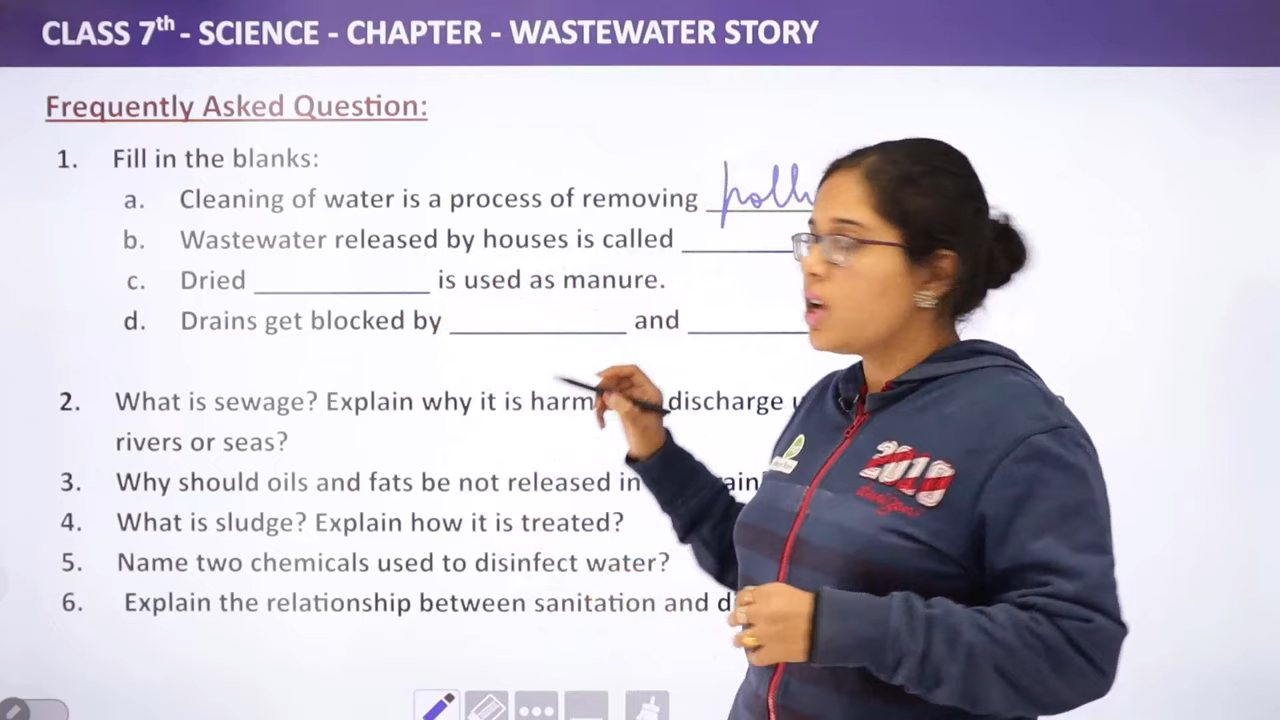 CLASS 7th - SCIENCE - CHAPTER - WASTEWATER STORY
Frequently Asked Question:
1. Fill in the blanks:
a. Cleaning of water is a process of removing
b. Wastewater released by houses is called
c. Dried ____________ is used as manure.
d. Drains get blocked by ____________ and
2. What is sewage? Explain why it is discharge
rivers or seas?
3. Why should oils and fats be not released in
4. What is sludge? Explain how it is treated?
5. Name two chemicals used to disinfect water?
6. Explain the relationship between sanitation and
2018